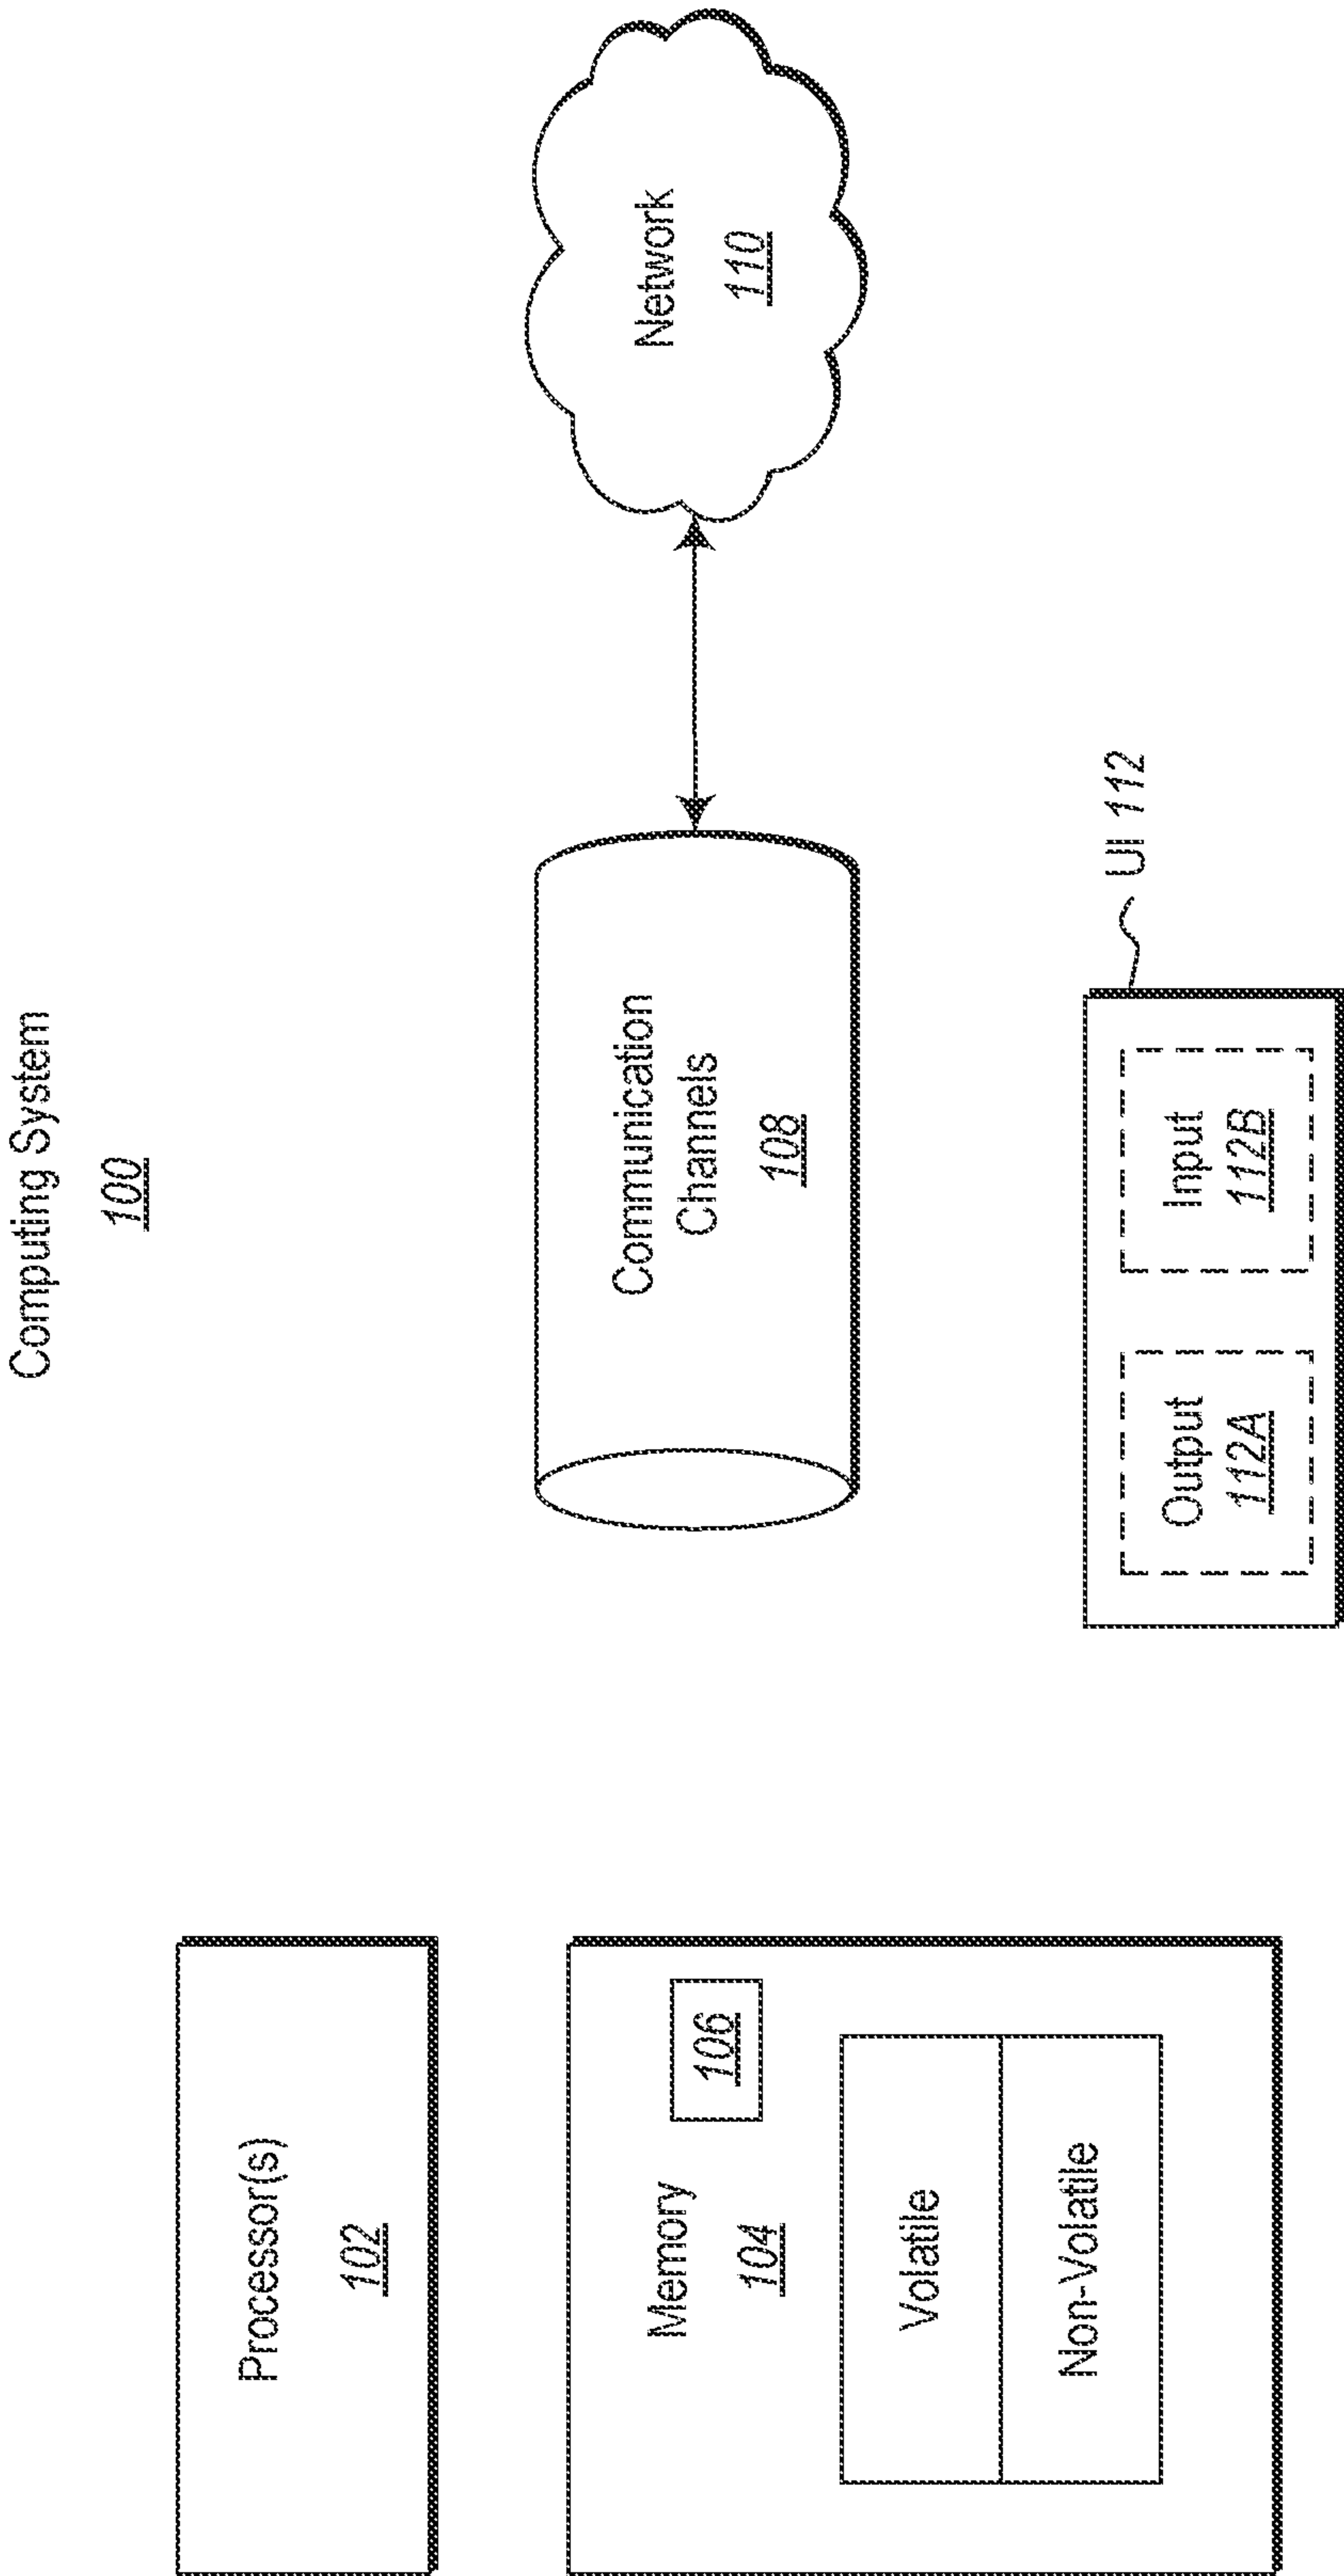 Computing System
100
Processor(s)
102
Memory
104
106
Volatile
Non-Volatile
Communication
Channels
108
Network
110
UI 112
Output
112A
Input
112B